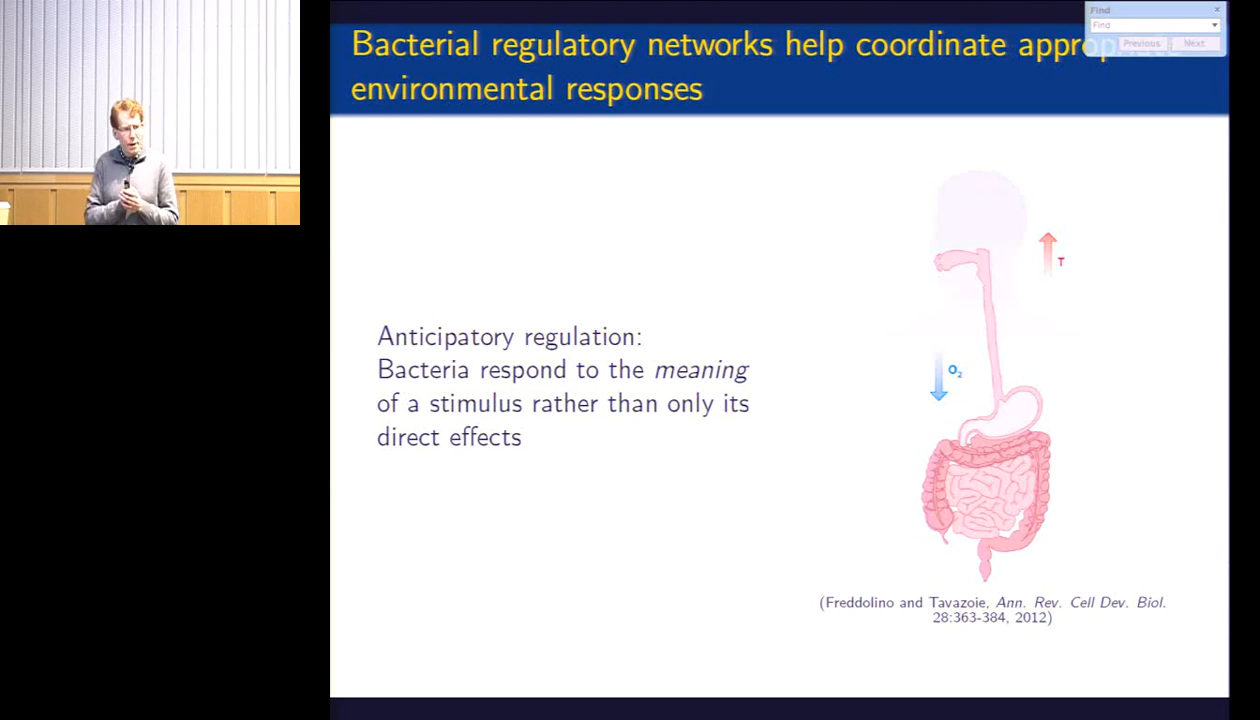 Bacterial regulatory networks help coordinate appro
environmental responses
Find
Find
Previous
Next
T
Anticipatory regulation:
Bacteria respond to the meaning
of a stimulus rather than only its
direct effects
O₂
(Freddolino and Tavazoie, Ann. Rev. Cell Dev. Biol.
28:363-384, 2012)